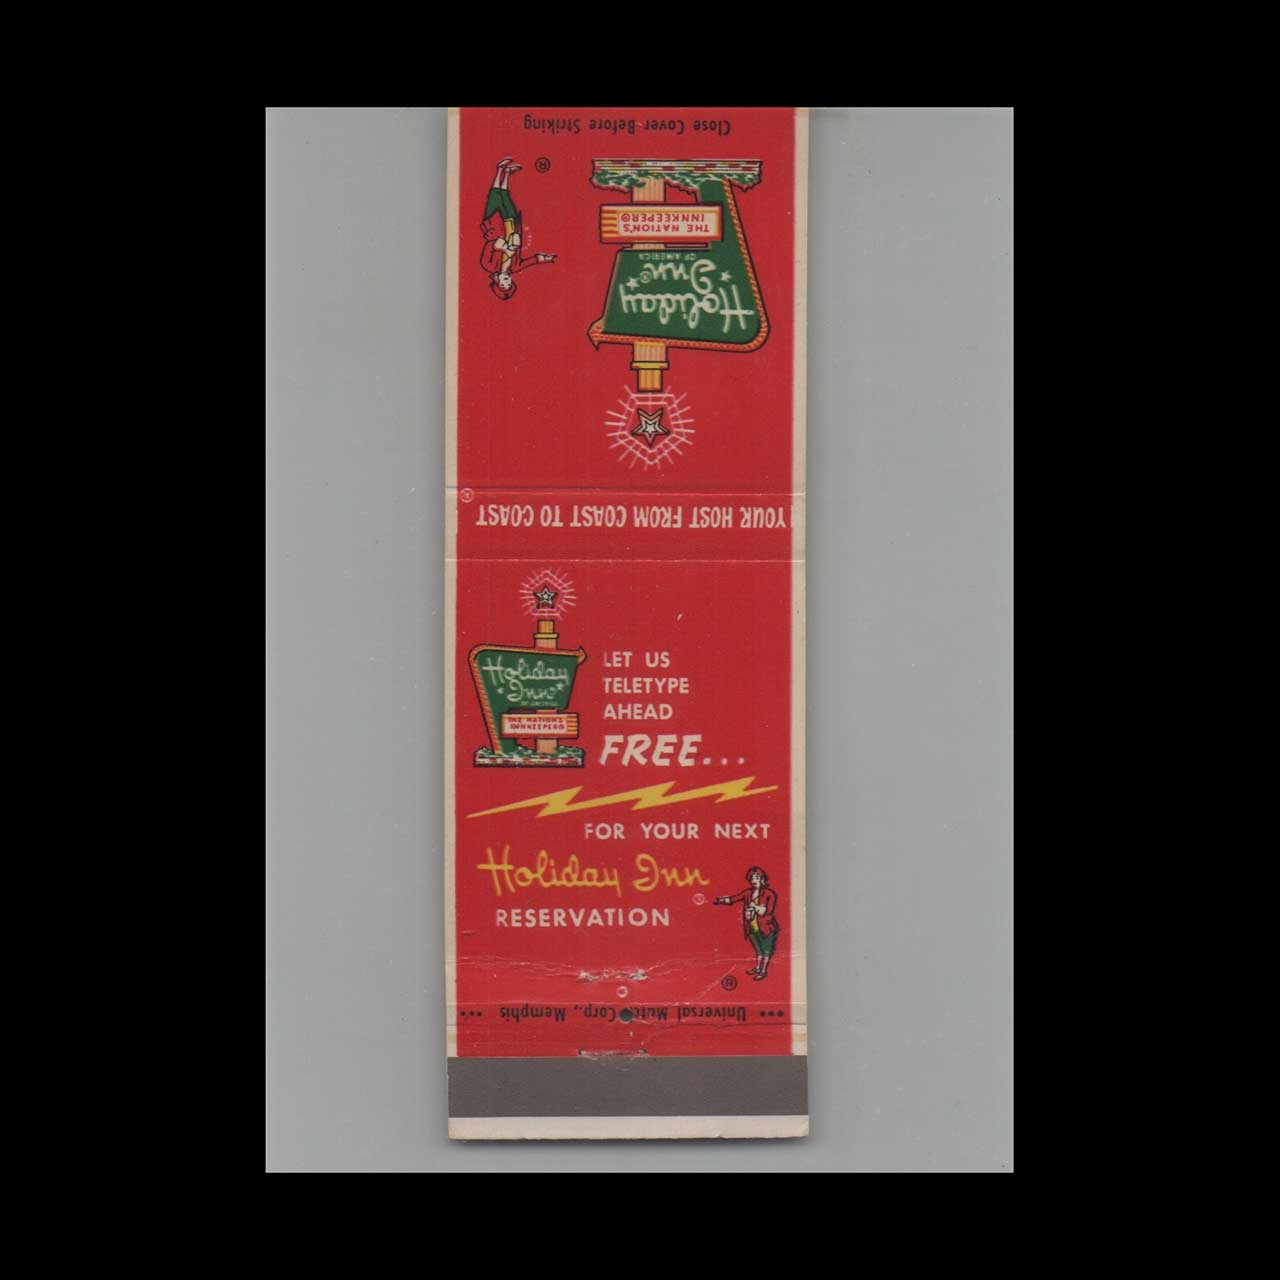 Close Cover Before Striking
®
THE NATION'S
INNKEEPER®
Holiday
Inn®
OF AMERICA
YOUR HOST FROM COAST TO COAST®
Holiday
Inn
THE NATION'S
INNKEEPER®
LET US
TELETYPE
AHEAD
FREE...
FOR YOUR NEXT
Holiday Inn®
RESERVATION
®
••• Universal Match Corp., Memphis •••